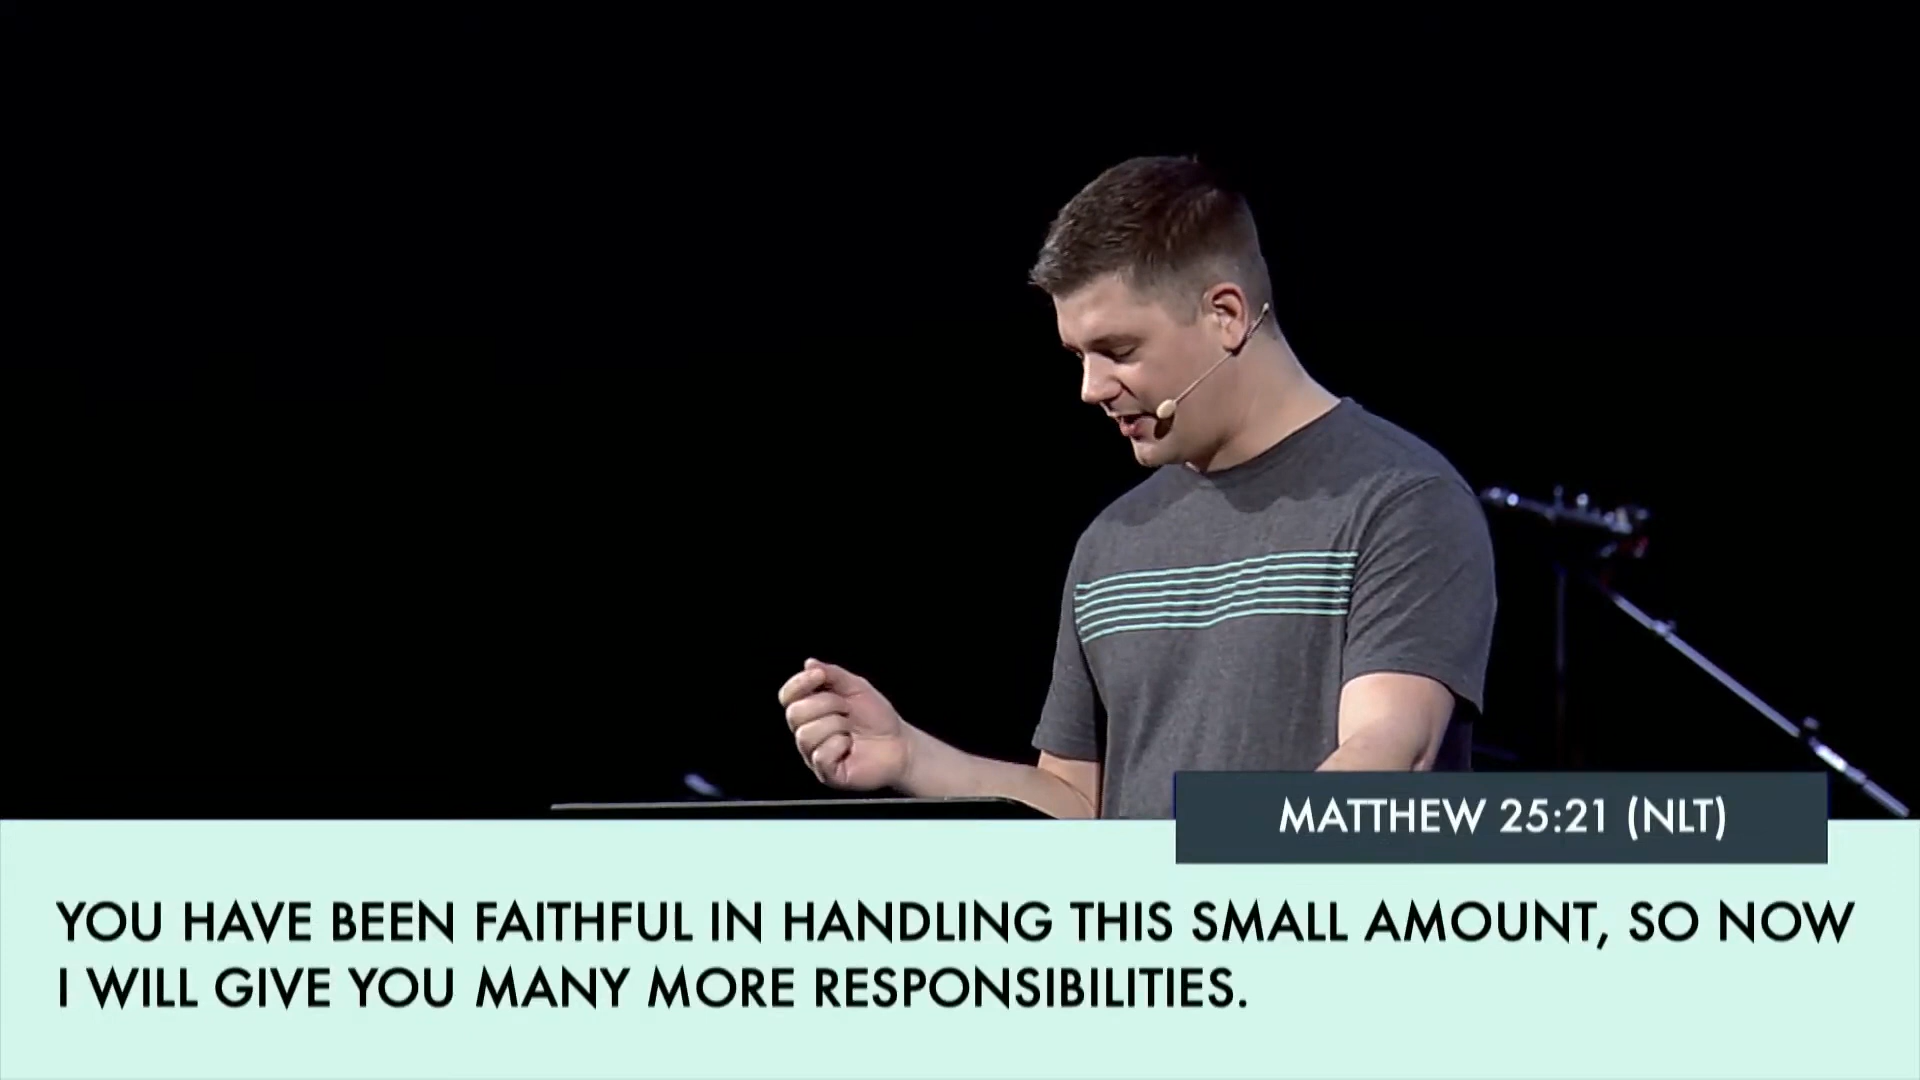 MATTHEW 25:21 (NLT)
YOU HAVE BEEN FAITHFUL IN HANDLING THIS SMALL AMOUNT, SO NOW
I WILL GIVE YOU MANY MORE RESPONSIBILITIES.